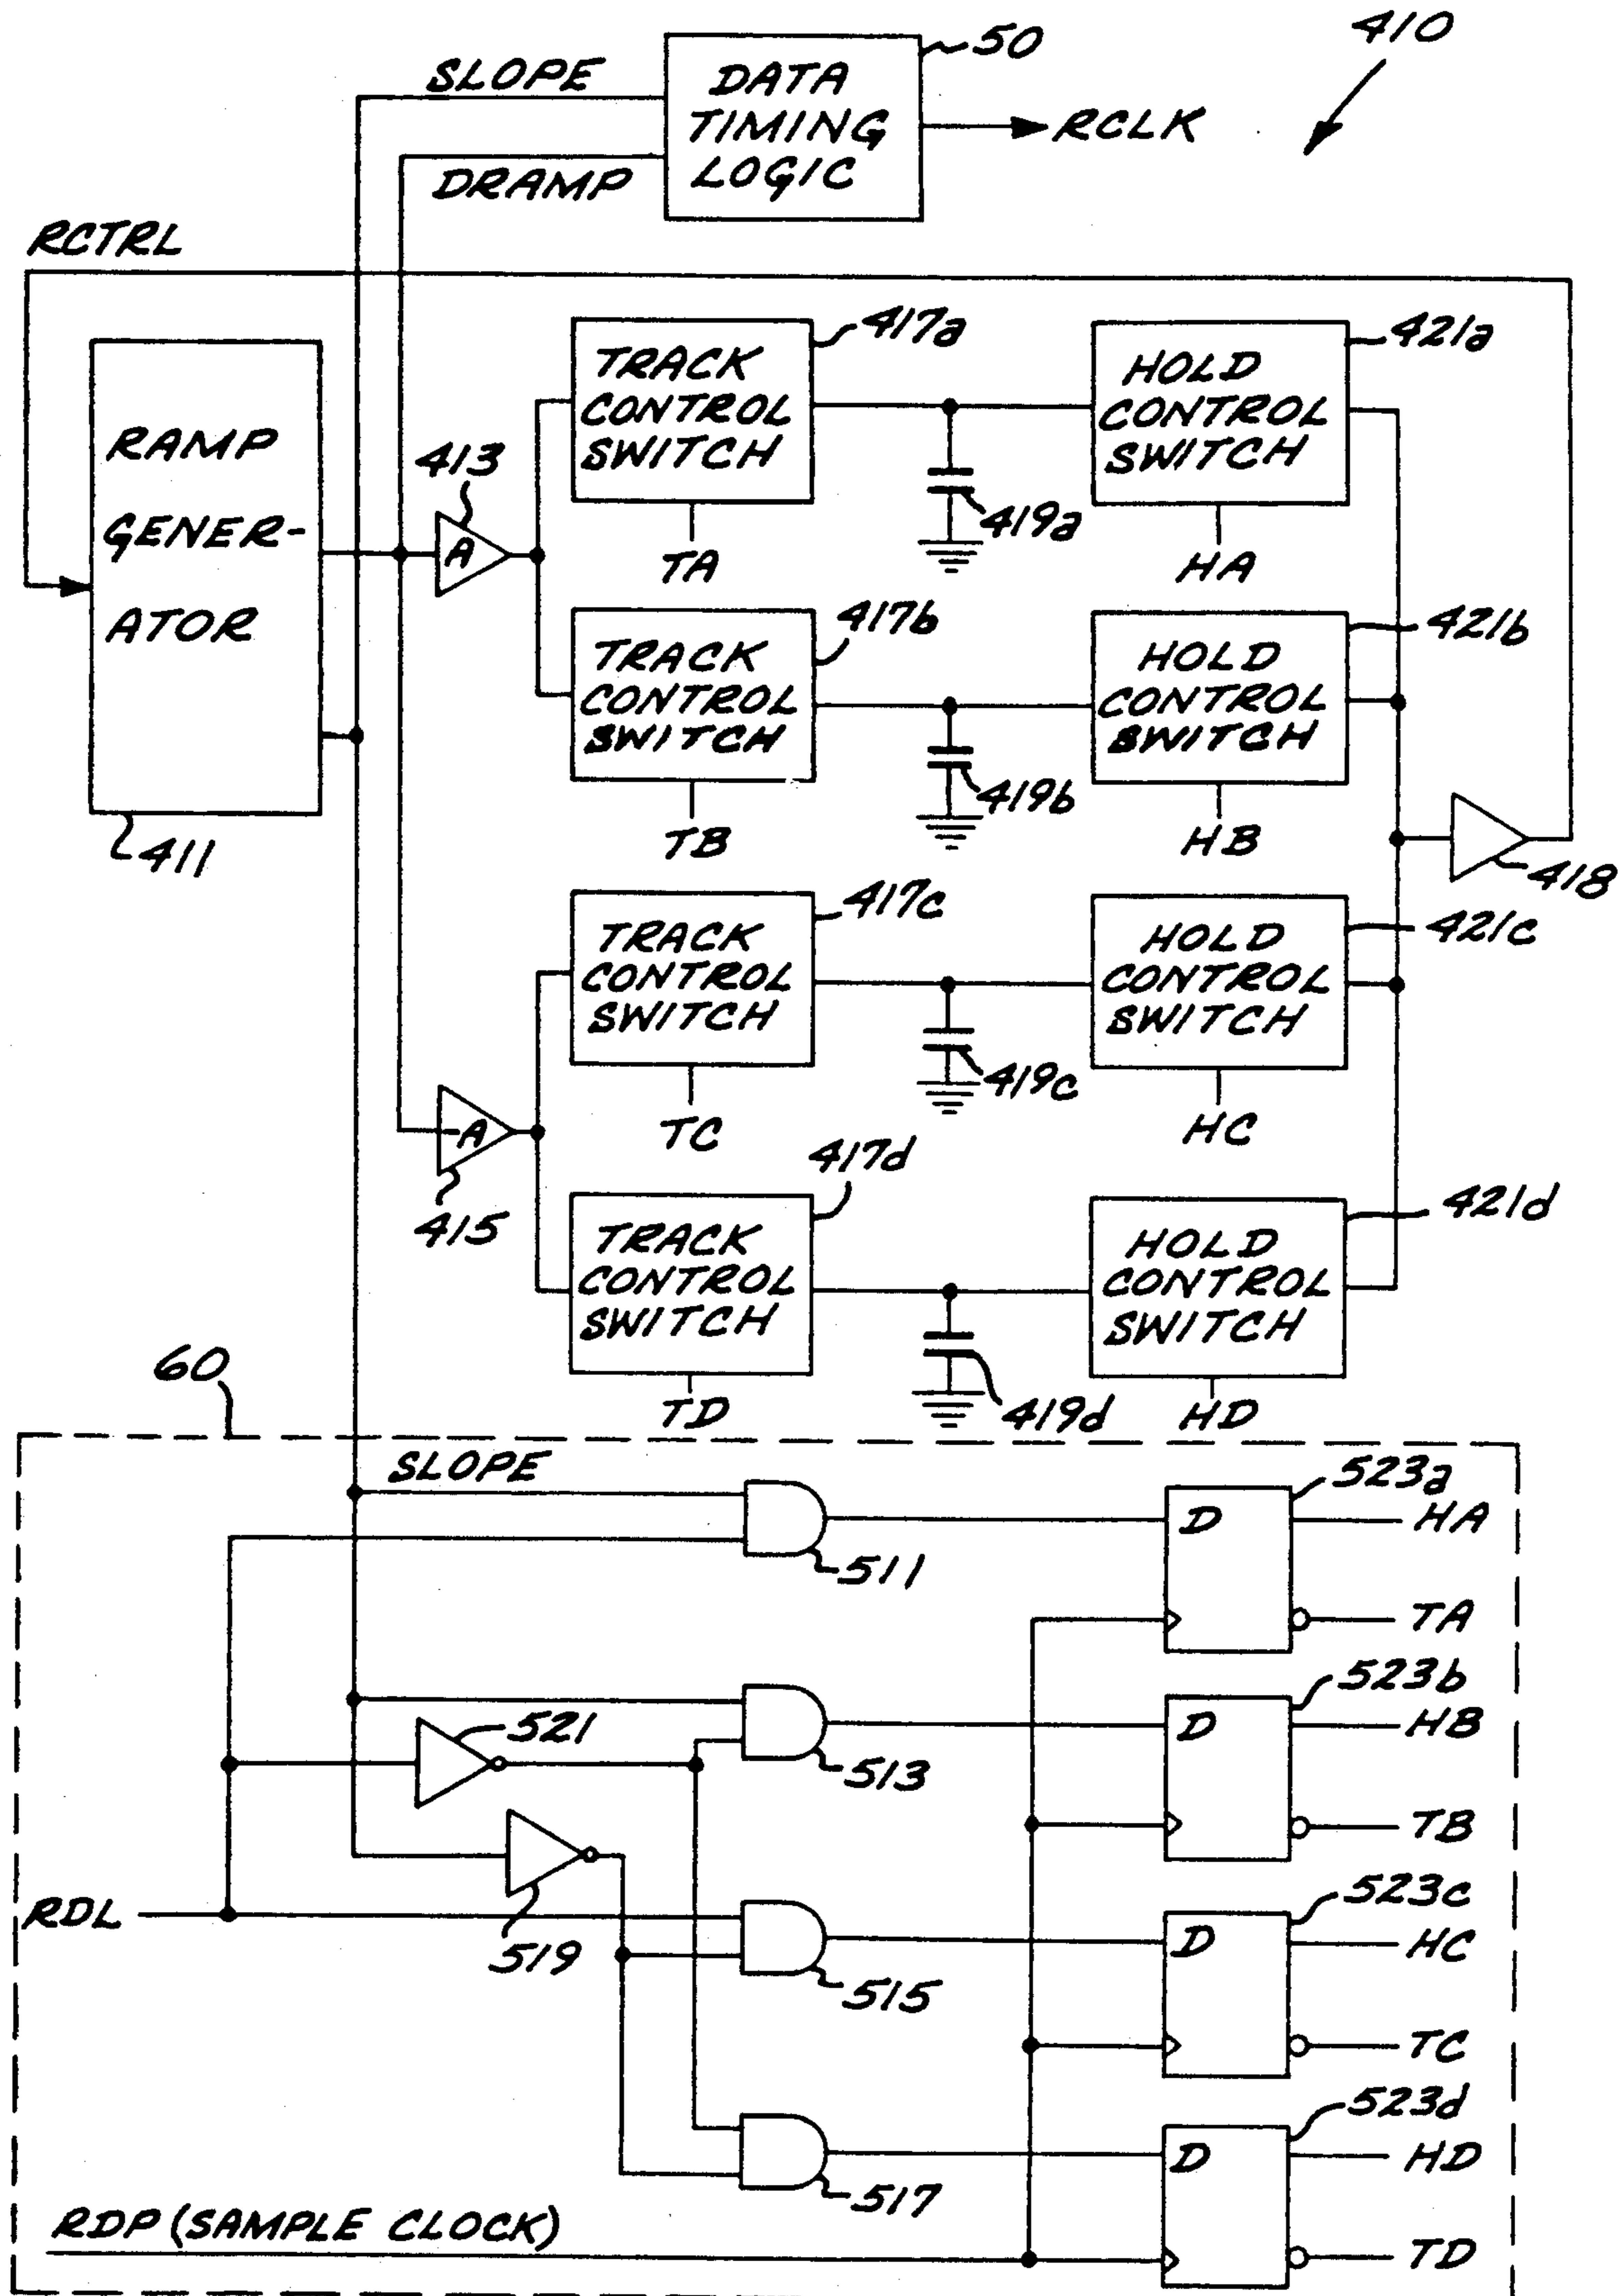 410
50
SLOPE
DATA
TIMING
LOGIC
RCLK
DRAMP
RCTRL
417a
421a
TRACK
CONTROL
SWITCH
HOLD
CONTROL
SWITCH
RAMP
GENER-
ATOR
413
A
419a
TA
HA
417b
421b
TRACK
CONTROL
SWITCH
HOLD
CONTROL
SWITCH
419b
TB
HB
411
418
417c
421c
TRACK
CONTROL
SWITCH
HOLD
CONTROL
SWITCH
419c
TC
HC
A
415
417d
421d
TRACK
CONTROL
SWITCH
HOLD
CONTROL
SWITCH
419d
TD
HD
60
SLOPE
523a
D
HA
511
TA
523b
D
HB
521
513
TB
523c
RDL
519
D
HC
515
TC
523d
D
HD
517
RDP (SAMPLE CLOCK)
TD